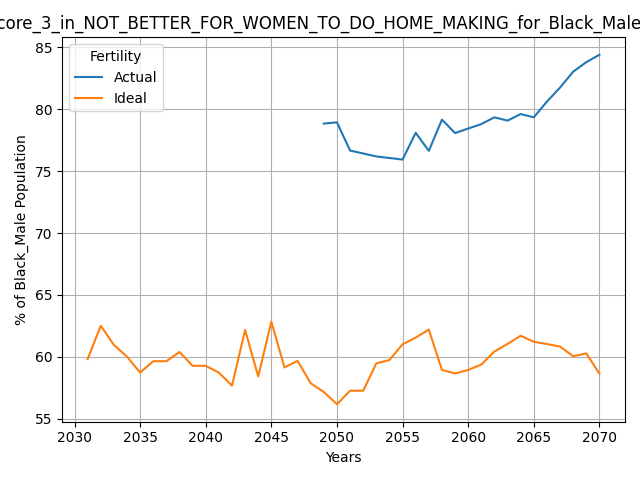 core_3_in_NOT_BETTER_FOR_WOMEN_TO_DO_HOME_MAKING_for_Black_Male
Fertility
Actual
Ideal
% of Black_Male Population
85
80
75
70
65
60
55
2030 2035 2040 2045 2050 2055 2060 2065 2070
Years